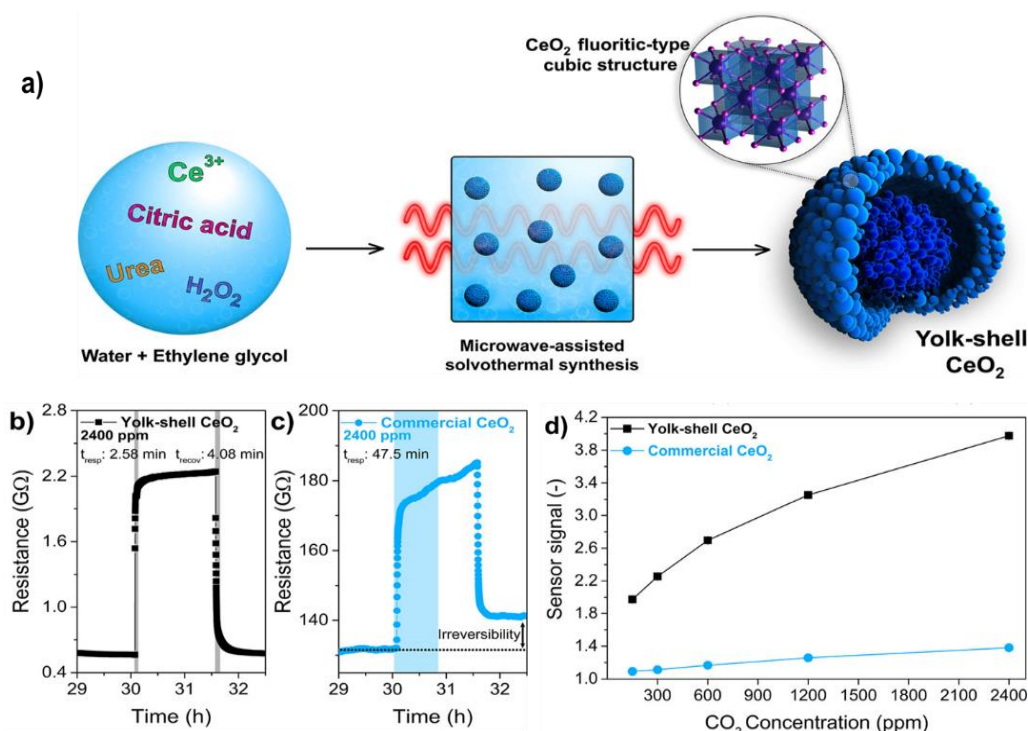 a)
CeO₂ fluoritic-type
cubic structure
Ce³⁺
Citric acid
Urea
H₂O₂
Water + Ethylene glycol
Microwave-assisted
solvothermal synthesis
Yolk-shell
CeO₂
b)
2.8
2.2
1.6
1.0
0.4
Resistance (GΩ)
Yolk-shell CeO₂
2400 ppm
t_resp: 2.58 min t_recov: 4.08 min
29 30 31 32
Time (h)
c)
200
180
160
140
Resistance (GΩ)
Commercial CeO₂
2400 ppm
t_resp: 47.5 min
Irreversibility
29 30 31 32
Time (h)
d)
4.2
3.8
3.4
3.0
2.6
2.2
1.8
1.4
1.0
Sensor signal (-)
Yolk-shell CeO₂
Commercial CeO₂
300 600 900 1200 1500 1800 2100 2400
CO₂ Concentration (ppm)